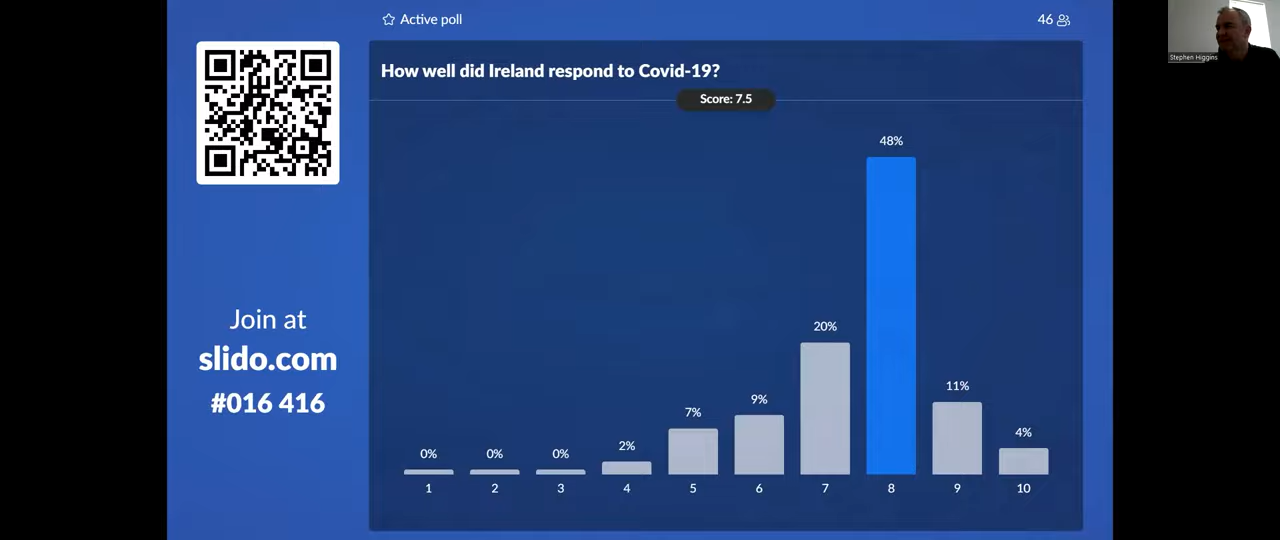 Active poll
46
How well did Ireland respond to Covid-19?
Score: 7.5
48%
20%
11%
9%
7%
4%
2%
0% 0% 0%
1 2 3 4 5 6 7 8 9 10
Join at
slido.com
#016 416
Stephen Higgins